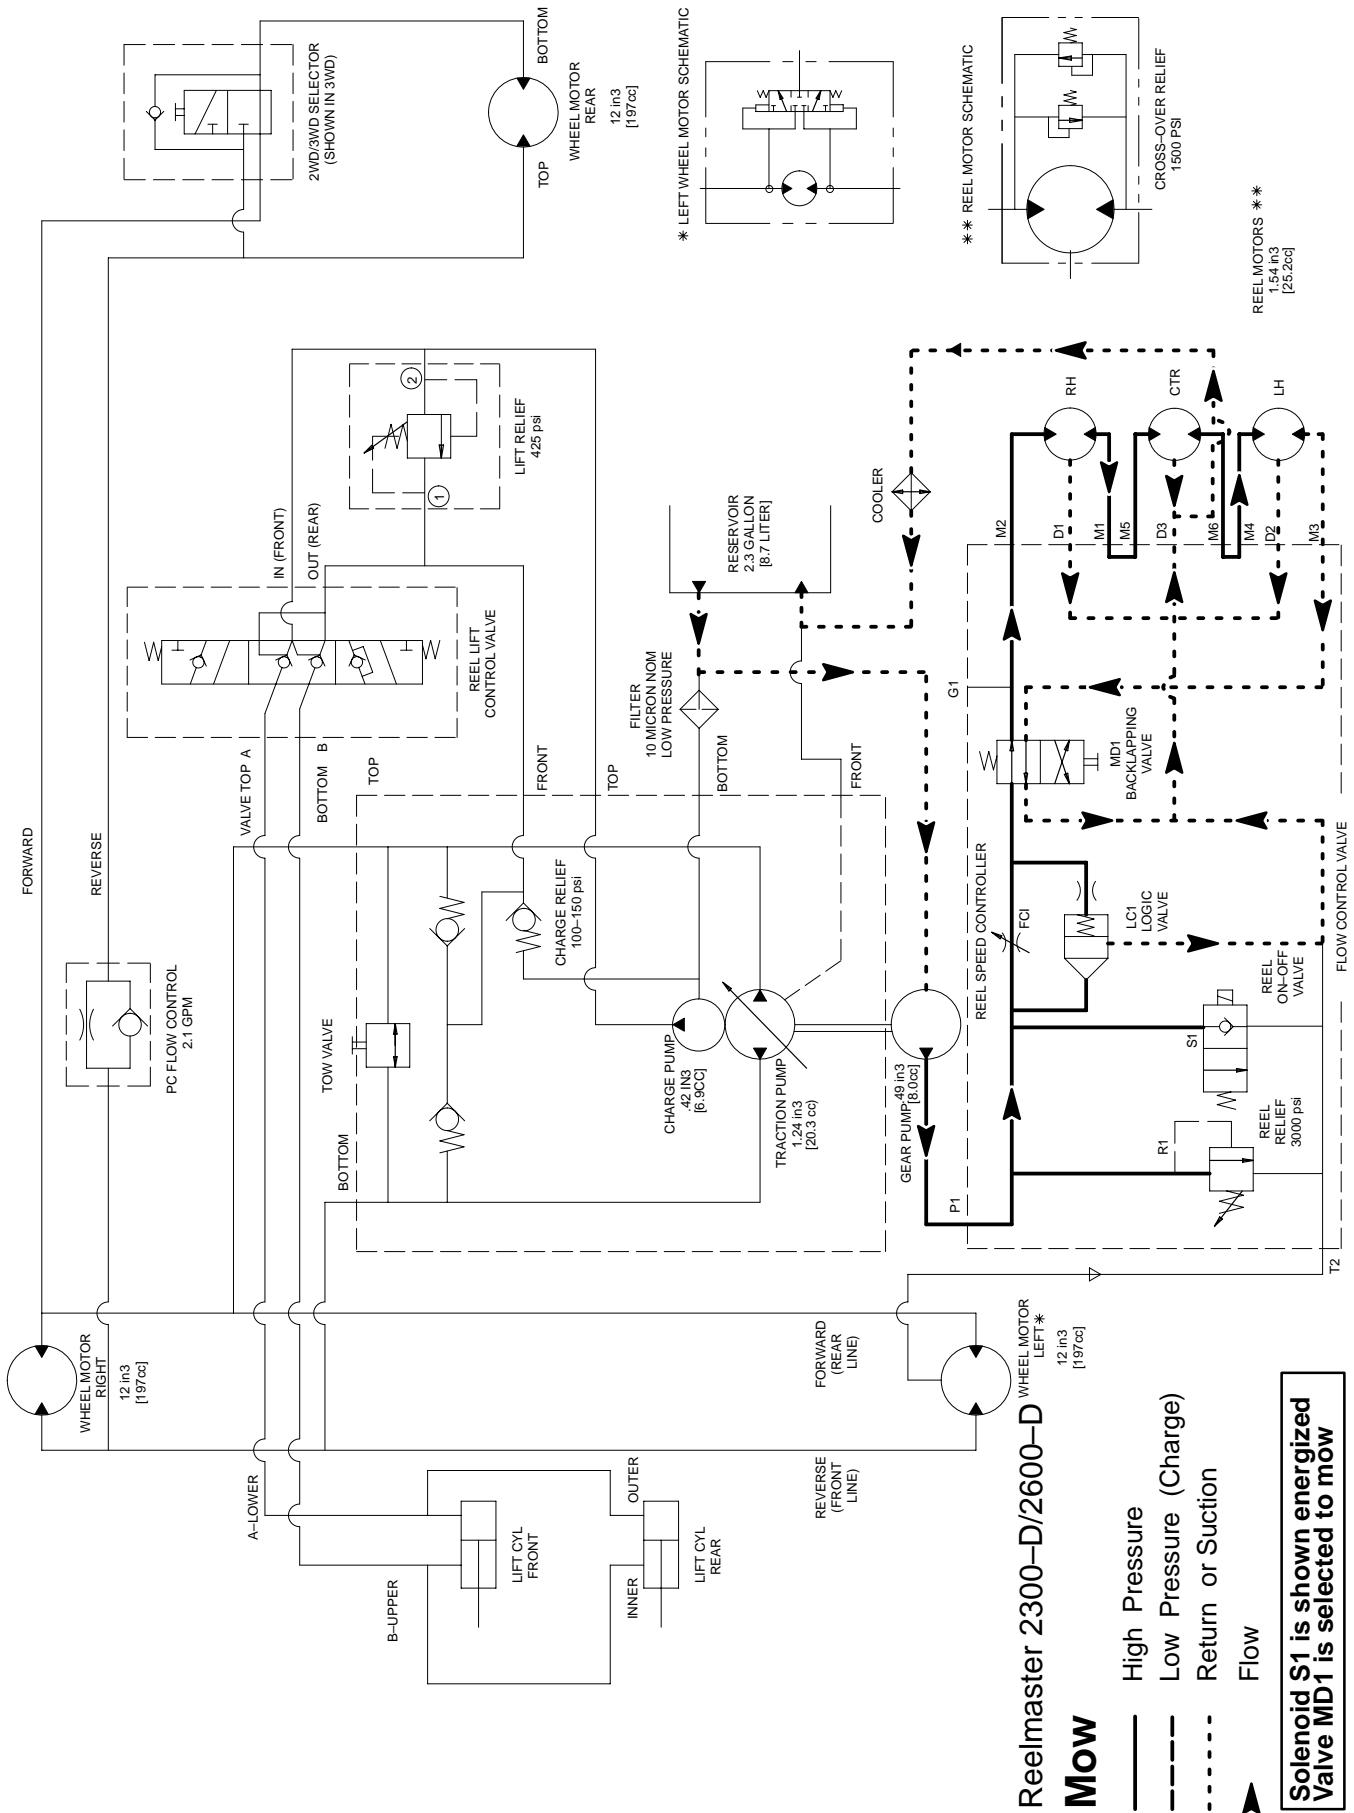 FORWARD
REVERSE
WHEEL MOTOR
RIGHT
12 in3
[197cc]
PC FLOW CONTROL
2.1 GPM
2WD/3WD SELECTOR
(SHOWN IN 3WD)
BOTTOM
WHEEL MOTOR
REAR
12 in3
[197cc]
TOP
VALVE TOP A
BOTTOM B
REEL LIFT
CONTROL VALVE
IN (FRONT)
OUT (REAR)
1
2
LIFT RELIEF
425 psi
A–LOWER
B–UPPER
LIFT CYL
FRONT
OUTER
INNER
LIFT CYL
REAR
BOTTOM
TOP
TOW VALVE
FRONT
CHARGE RELIEF
100–150 psi
TOP
CHARGE PUMP
.42 IN3
[6.9CC]
BOTTOM
FILTER
10 MICRON NOM
LOW PRESSURE
TRACTION PUMP
1.24 in3
[20.3 cc)
FRONT
RESERVOIR
2.3 GALLON
[8.7 LITER]
COOLER
* LEFT WHEEL MOTOR SCHEMATIC
** REEL MOTOR SCHEMATIC
CROSS–OVER RELIEF
1500 PSI
REEL MOTORS **
1.54 in3
[25.2cc]
GEAR PUMP
.49 in3
[8.0cc]
FORWARD
(REAR
LINE)
REVERSE
(FRONT
LINE)
WHEEL MOTOR
LEFT*
12 in3
[197cc]
P1
G1
M2
D1
M1
M5
D3
M6
M4
D2
M3
RH
CTR
LH
REEL SPEED CONTROLLER
FCI
MD1
BACKLAPPING
VALVE
LC1
LOGIC
VALVE
R1
REEL
RELIEF
3000 psi
S1
REEL
ON–OFF
VALVE
T2
FLOW CONTROL VALVE
Reelmaster 2300–D/2600–D
Mow
High Pressure
Low Pressure (Charge)
Return or Suction
Flow
Solenoid S1 is shown energized
Valve MD1 is selected to mow